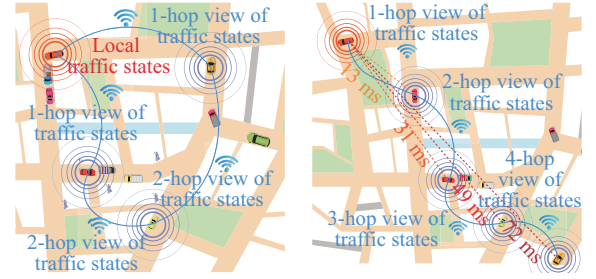 1-hop view of
traffic states
Local
traffic states
1-hop view of
traffic states
2-hop view of
traffic states
2-hop view of
traffic states
1-hop view of
traffic states
13 ms
2-hop view of
traffic states
31 ms
4-hop
view of
traffic states
49 ms
3-hop view of
traffic states
72 ms